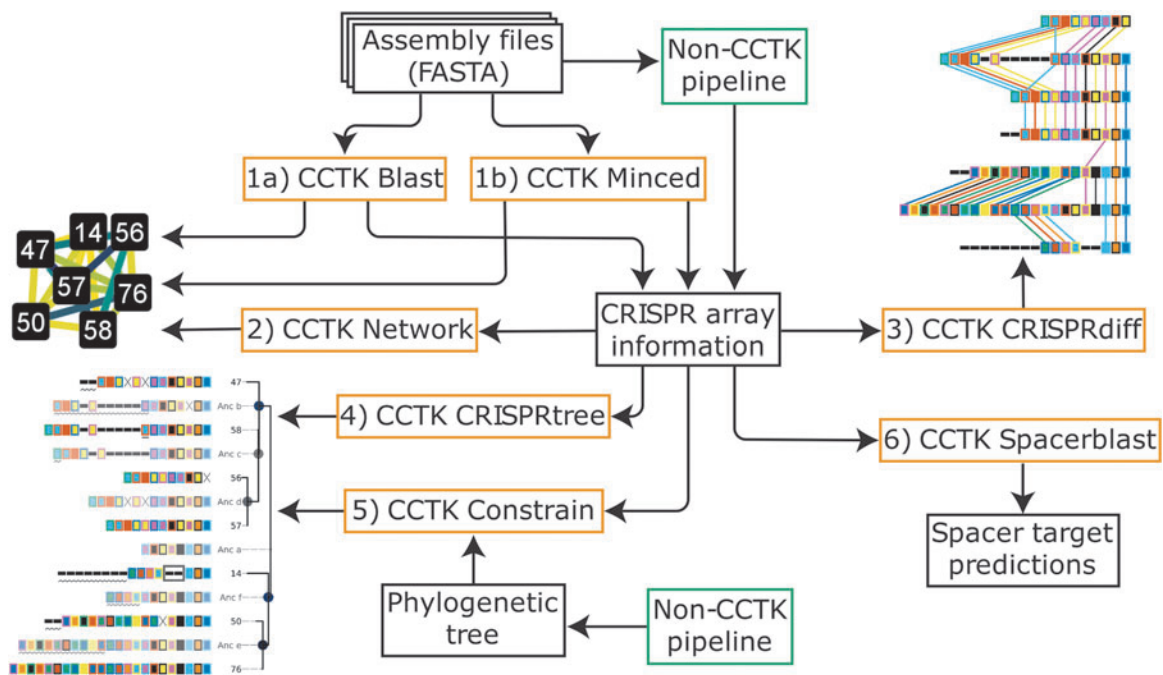 Assembly files
(FASTA)
Non-CCTK
pipeline
1a) CCTK Blast
1b) CCTK Minced
47
14
56
57
76
50
58
2) CCTK Network
CRISPR array
information
3) CCTK CRISPRdiff
4) CCTK CRISPRtree
6) CCTK Spacerblast
5) CCTK Constrain
Spacer target
predictions
Phylogenetic
tree
Non-CCTK
pipeline
47
Anc b
58
Anc c
56
Anc d
57
Anc a
14
Anc f
50
Anc e
76